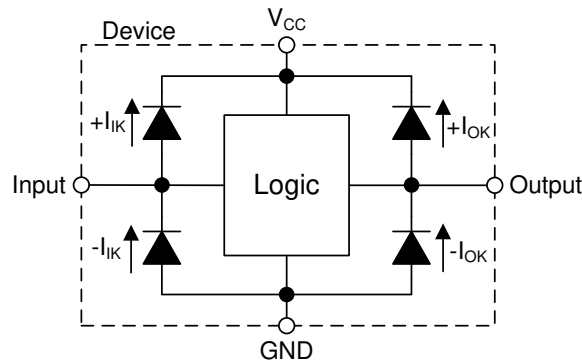 Device
VCC
+IIK
+IOK
Input
Logic
Output
-IIK
-IOK
GND